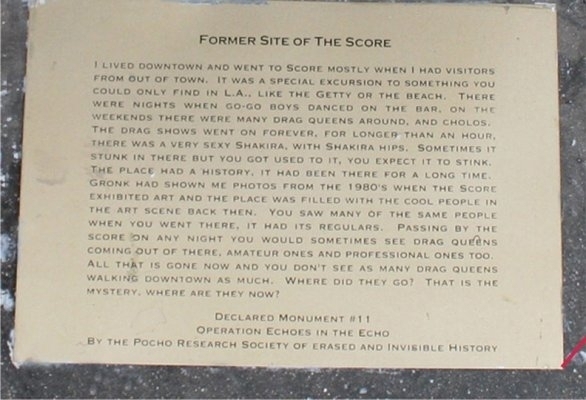 FORMER SITE OF THE SCORE
I LIVED DOWNTOWN AND WENT TO SCORE MOSTLY WHEN I HAD VISITORS
FROM OUT OF TOWN. IT WAS A SPECIAL EXCURSION TO SOMETHING YOU
COULD ONLY FIND IN L.A., LIKE THE GETTY OR THE BEACH. THERE
WERE NIGHTS WHEN GO-GO BOYS DANCED ON THE BAR, ON THE
WEEKENDS THERE WERE MANY DRAG QUEENS AROUND, AND CHOLOS.
THE DRAG SHOWS WENT ON FOREVER, FOR LONGER THAN AN HOUR,
THERE WAS A VERY SEXY SHAKIRA, WITH SHAKIRA HIPS. SOMETIMES IT
STUNK IN THERE BUT YOU GOT USED TO IT, YOU EXPECT IT TO STINK.
THE PLACE HAD A HISTORY, IT HAD BEEN THERE FOR A LONG TIME.
GRONK HAD SHOWN ME PHOTOS FROM THE 1980'S WHEN THE SCORE
EXHIBITED ART AND THE PLACE WAS FILLED WITH THE COOL PEOPLE IN
THE ART SCENE BACK THEN. YOU SAW MANY OF THE SAME PEOPLE
WHEN YOU WENT THERE, IT HAD ITS REGULARS. PASSING BY THE
SCORE ON ANY NIGHT YOU WOULD SOMETIMES SEE DRAG QUEENS
COMING OUT OF THERE, AMATEUR ONES AND PROFESSIONAL ONES TOO.
ALL THAT IS GONE NOW AND YOU DON'T SEE AS MANY DRAG QUEENS
WALKING DOWNTOWN AS MUCH. WHERE DID THEY GO? THAT IS THE
MYSTERY, WHERE ARE THEY NOW?
DECLARED MONUMENT #11
OPERATION ECHOES IN THE ECHO
BY THE POCHO RESEARCH SOCIETY OF ERASED AND INVISIBLE HISTORY